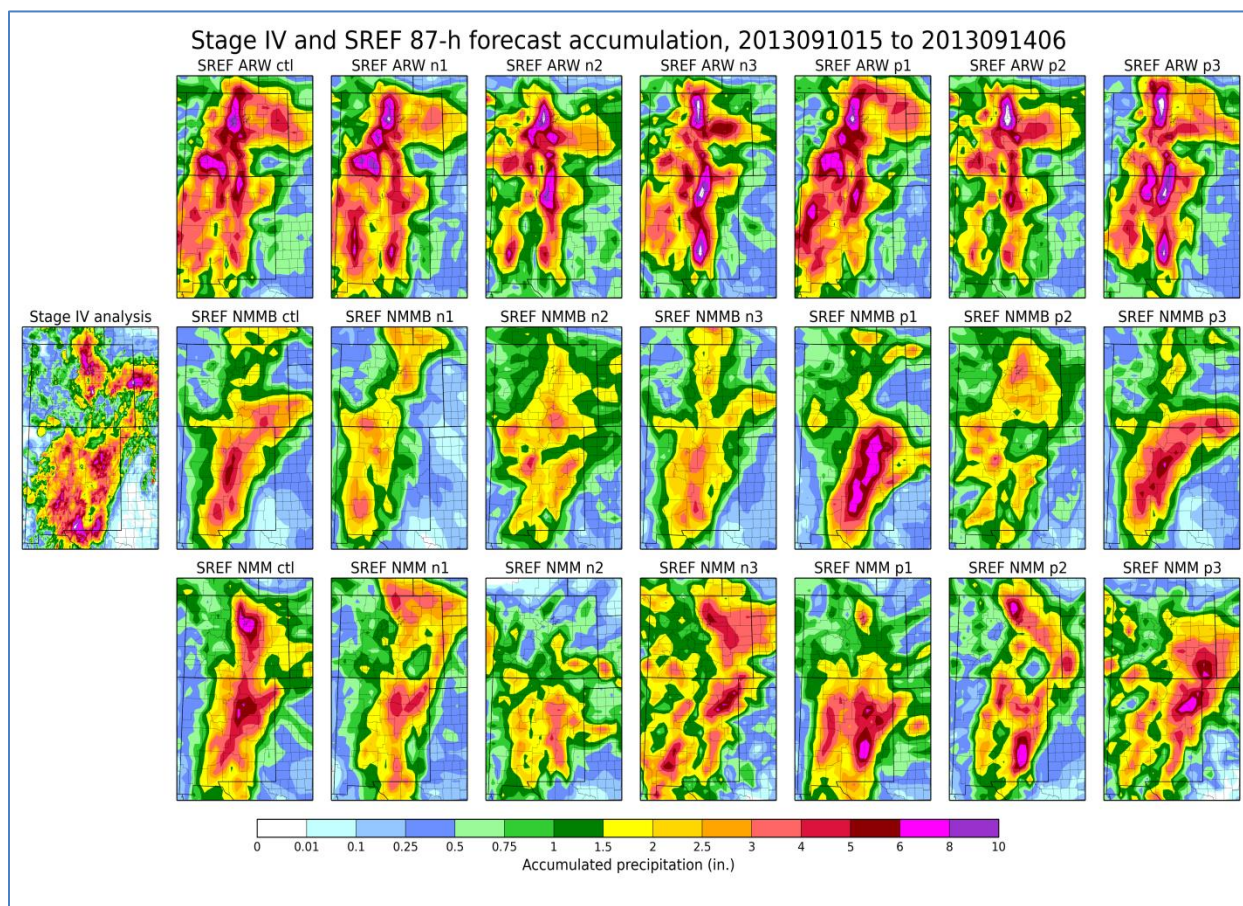 Stage IV and SREF 87-h forecast accumulation, 2013091015 to 2013091406
SREF ARW ctl
SREF ARW n1
SREF ARW n2
SREF ARW n3
SREF ARW p1
SREF ARW p2
SREF ARW p3
Stage IV analysis
SREF NMMB ctl
SREF NMMB n1
SREF NMMB n2
SREF NMMB n3
SREF NMMB p1
SREF NMMB p2
SREF NMMB p3
SREF NMM ctl
SREF NMM n1
SREF NMM n2
SREF NMM n3
SREF NMM p1
SREF NMM p2
SREF NMM p3
0 0.01 0.1 0.25 0.5 0.75 1 1.5 2 2.5 3 4 5 6 8 10
Accumulated precipitation (in.)